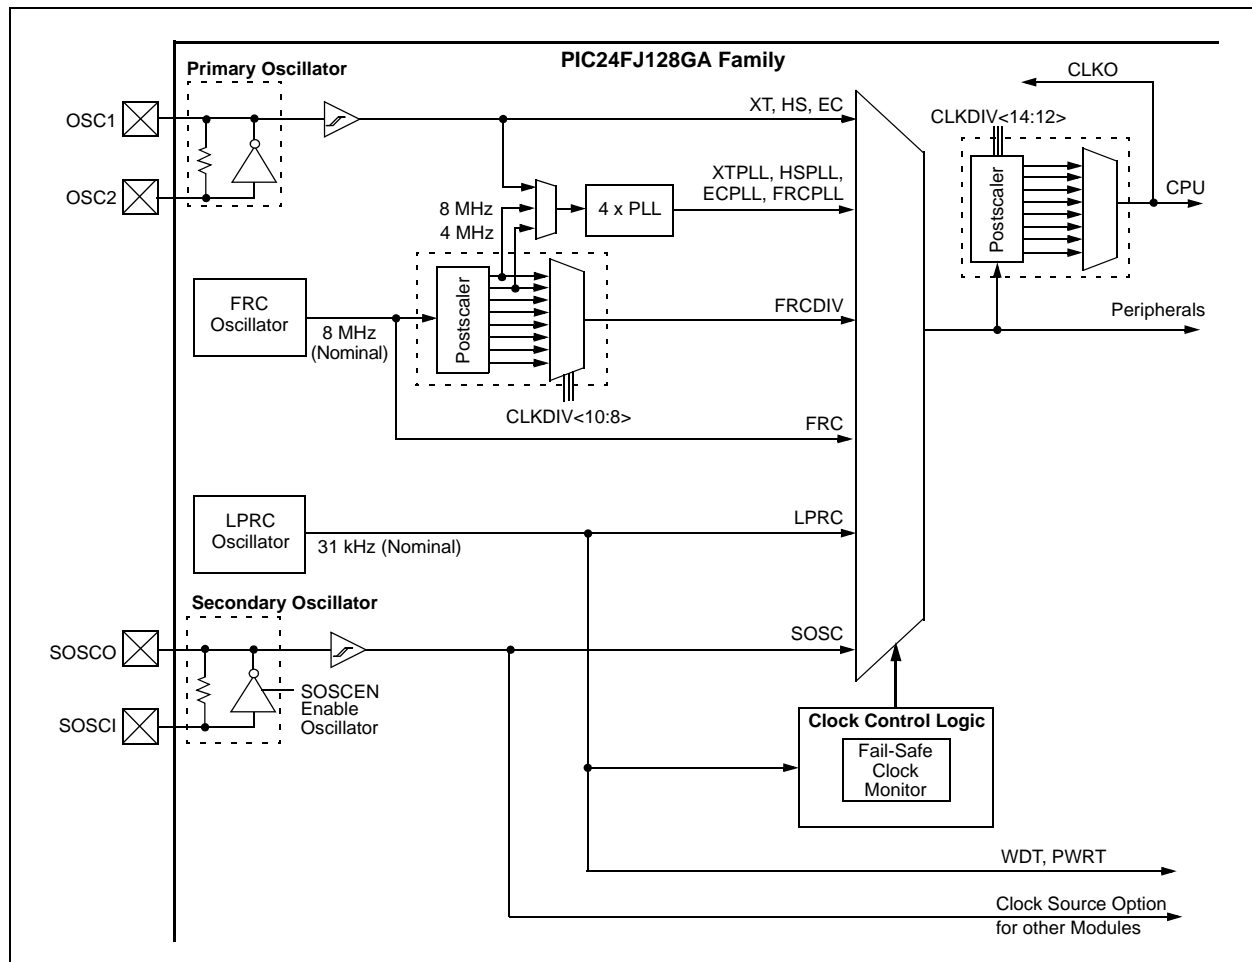 PIC24FJ128GA Family
Primary Oscillator
CLKO
OSC1
XT, HS, EC
CLKDIV<14:12>
XTPLL, HSPLL,
ECPLL, FRCPLL
OSC2
8 MHz
4 MHz
4 x PLL
Postscaler
CPU
FRC
Oscillator
8 MHz
(Nominal)
Postscaler
FRCDIV
Peripherals
CLKDIV<10:8>
FRC
LPRC
Oscillator
31 kHz (Nominal)
LPRC
Secondary Oscillator
SOSCO
SOSC
SOSCEN
Enable
Oscillator
SOSCI
Clock Control Logic
Fail-Safe
Clock
Monitor
WDT, PWRT
Clock Source Option
for other Modules